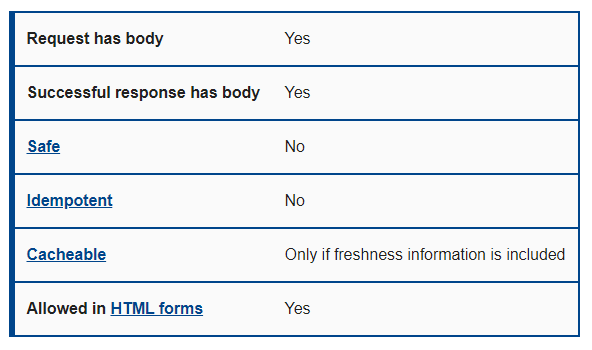 Request has body Yes
Successful response has body Yes
Safe No
Idempotent No
Cacheable Only if freshness information is included
Allowed in HTML forms Yes